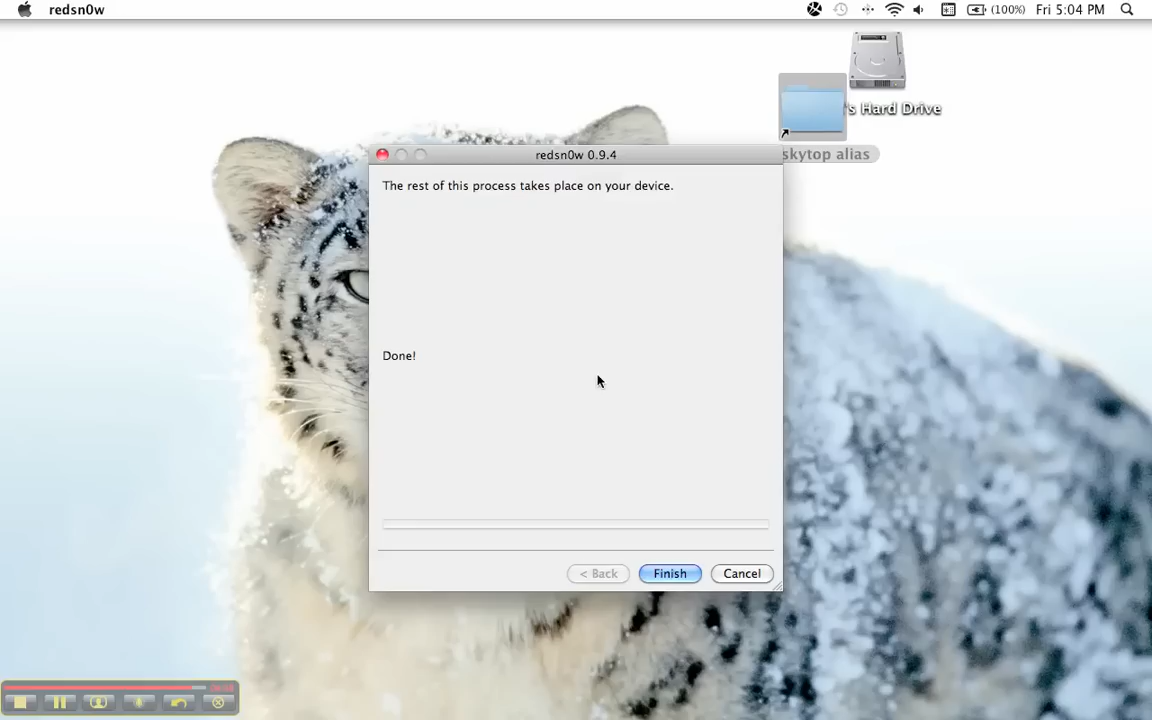 redsn0w
(100%)
Fri 5:04 PM
's Hard Drive
skytop alias
redsn0w 0.9.4
The rest of this process takes place on your device.
Done!
< Back
Finish
Cancel